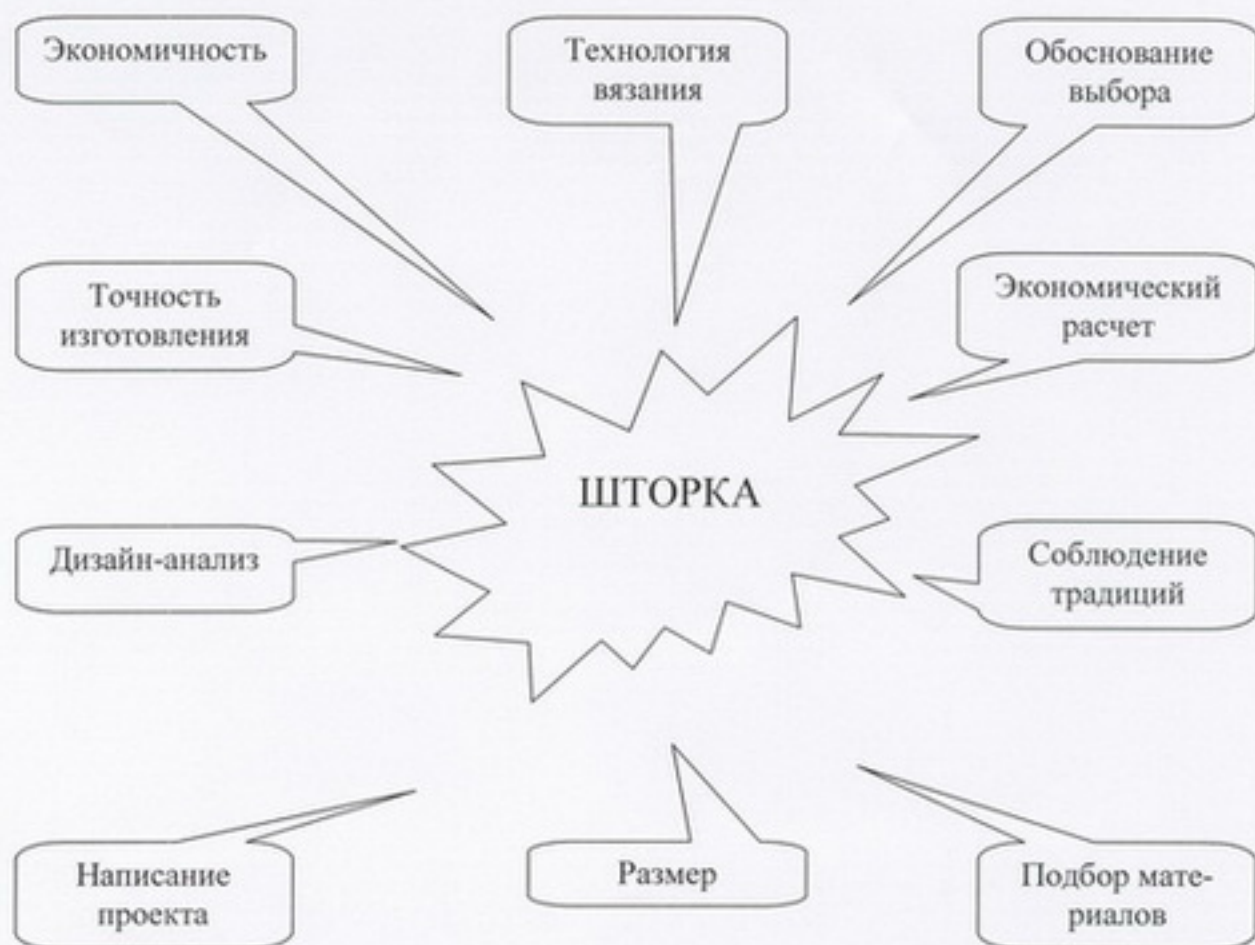 Экономичность
Технология
вязания
Обоснование
выбора
Точность
изготовления
Экономический
расчет
ШТОРКА
Дизайн-анализ
Соблюдение
традиций
Написание
проекта
Размер
Подбор мате-
риалов